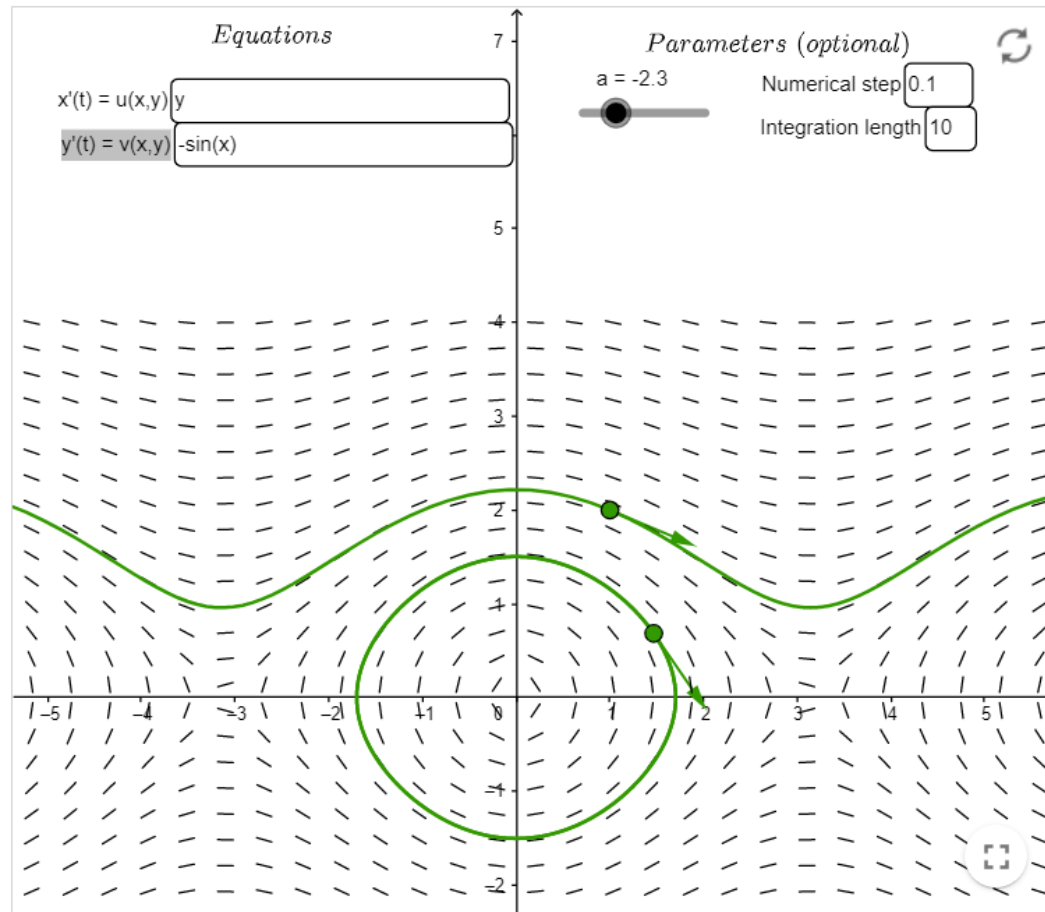 Equations
Parameters (optional)
a = -2.3
Numerical step 0.1
Integration length 10
x'(t) = u(x,y) y
y'(t) = v(x,y) -sin(x)
7
5
4
3
2
1
–5 –4 –3 –2 –1 0 1 2 3 4 5
–1
–2